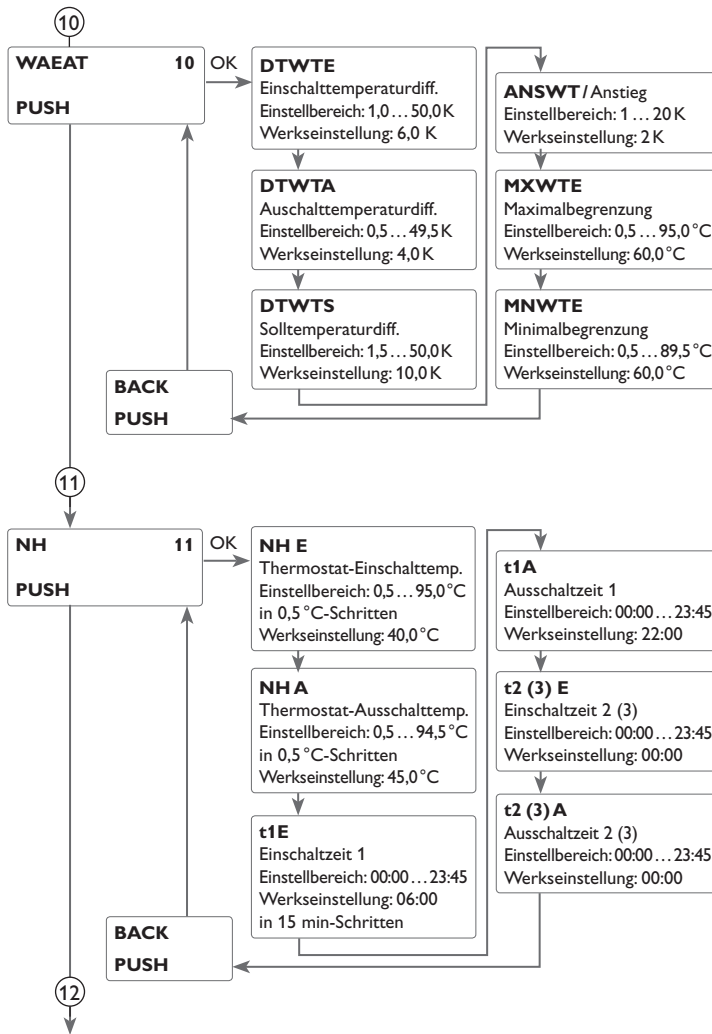 10
WAEAT 10
OK
PUSH
DTWTE
Einschalttemperaturdiff.
Einstellbereich: 1,0 … 50,0 K
Werkseinstellung: 6,0 K
DTWTA
Auschalttemperaturdiff.
Einstellbereich: 0,5 … 49,5 K
Werkseinstellung: 4,0 K
DTWTS
Solltemperaturdiff.
Einstellbereich: 1,5 … 50,0 K
Werkseinstellung: 10,0 K
ANSWT / Anstieg
Einstellbereich: 1 … 20 K
Werkseinstellung: 2 K
MXWTE
Maximalbegrenzung
Einstellbereich: 0,5 … 95,0 °C
Werkseinstellung: 60,0 °C
MNWTE
Minimalbegrenzung
Einstellbereich: 0,5 … 89,5 °C
Werkseinstellung: 60,0 °C
BACK
PUSH
11
NH 11
OK
PUSH
NH E
Thermostat-Einschalttemp.
Einstellbereich: 0,5 … 95,0 °C
in 0,5 °C-Schritten
Werkseinstellung: 40,0 °C
NH A
Thermostat-Ausschalttemp.
Einstellbereich: 0,5 … 94,5 °C
in 0,5 °C-Schritten
Werkseinstellung: 45,0 °C
t1E
Einschaltzeit 1
Einstellbereich: 00:00 … 23:45
Werkseinstellung: 06:00
in 15 min-Schritten
t1A
Ausschaltzeit 1
Einstellbereich: 00:00 … 23:45
Werkseinstellung: 22:00
t2 (3) E
Einschaltzeit 2 (3)
Einstellbereich: 00:00 … 23:45
Werkseinstellung: 00:00
t2 (3) A
Ausschaltzeit 2 (3)
Einstellbereich: 00:00 … 23:45
Werkseinstellung: 00:00
BACK
PUSH
12